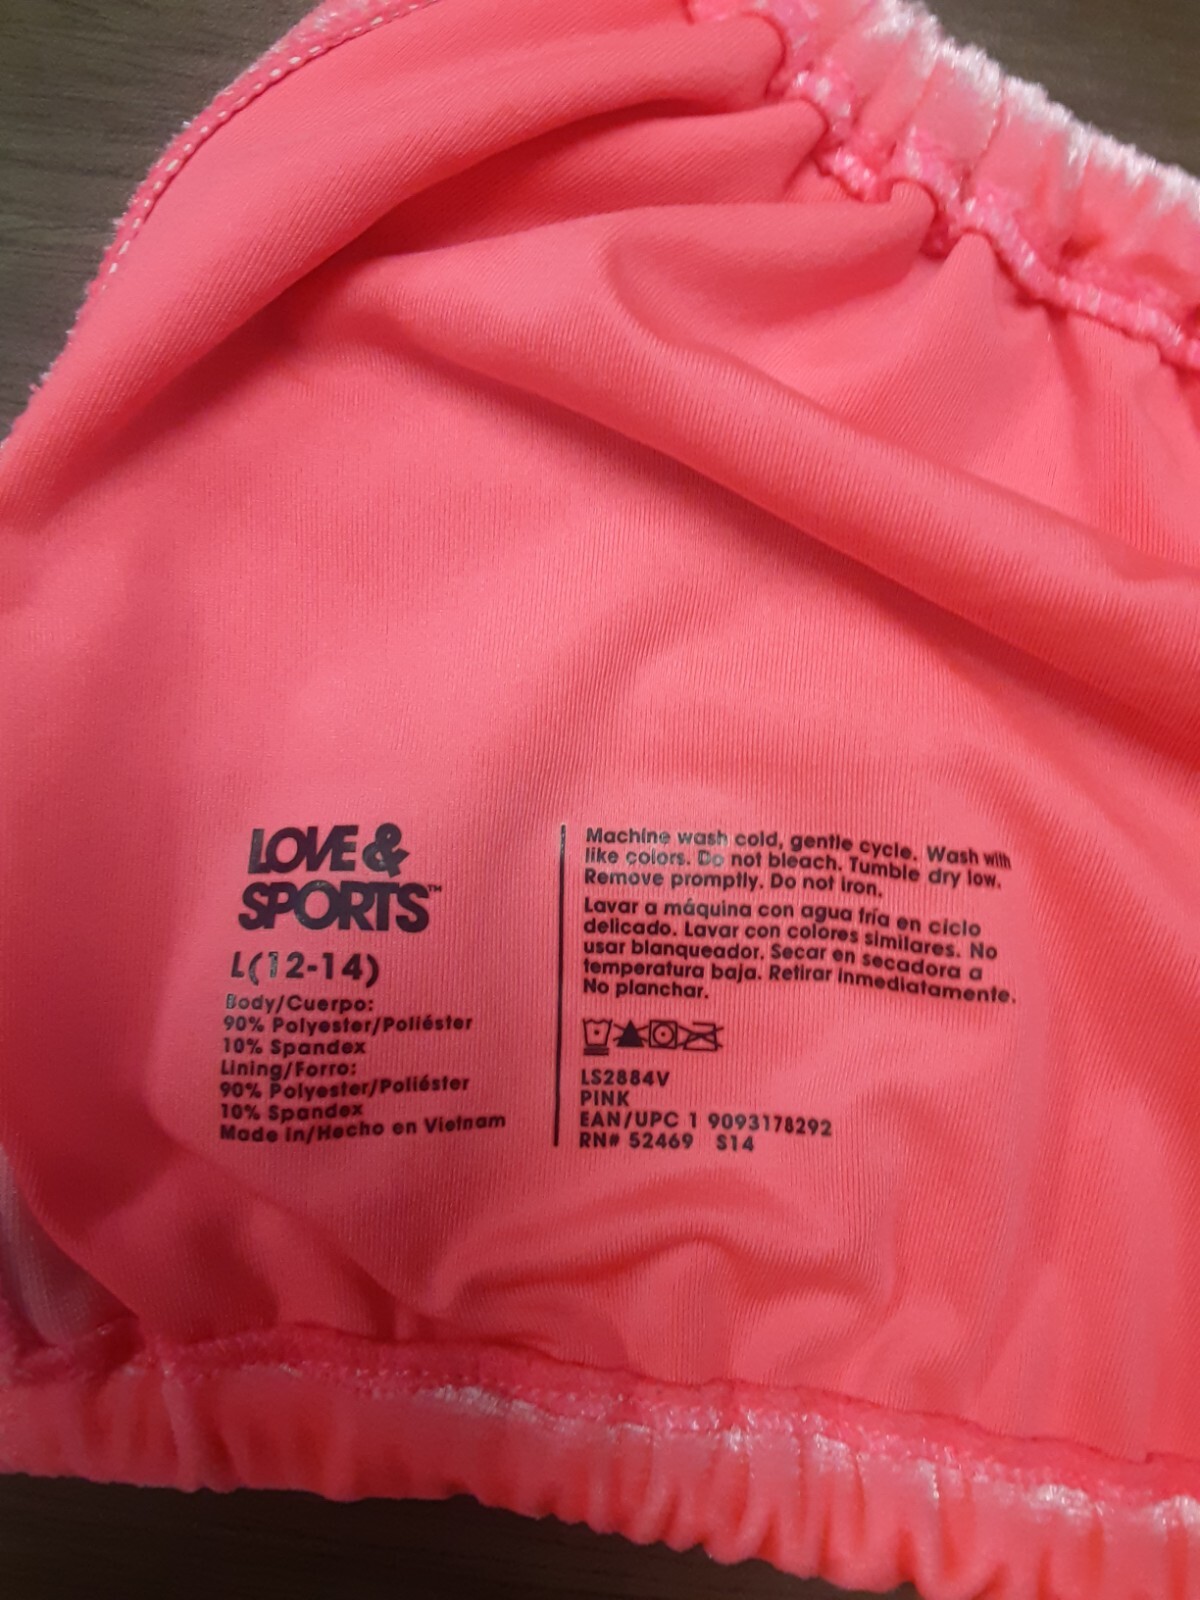 LOVE &
SPORTS™
L(12-14)
Body/Cuerpo:
90% Polyester/Poliéster
10% Spandex
Lining/Forro:
90% Polyester/Poliéster
10% Spandex
Made in/Hecho en Vietnam
Machine wash cold, gentle cycle. Wash with
like colors. Do not bleach. Tumble dry low.
Remove promptly. Do not iron.
Lavar a máquina con agua fría en ciclo
delicado. Lavar con colores similares. No
usar blanqueador. Secar en secadora a
temperatura baja. Retirar inmediatamente.
No planchar.
LS2884V
PINK
EAN/UPC 1 9093178292
RN# 52469 S14